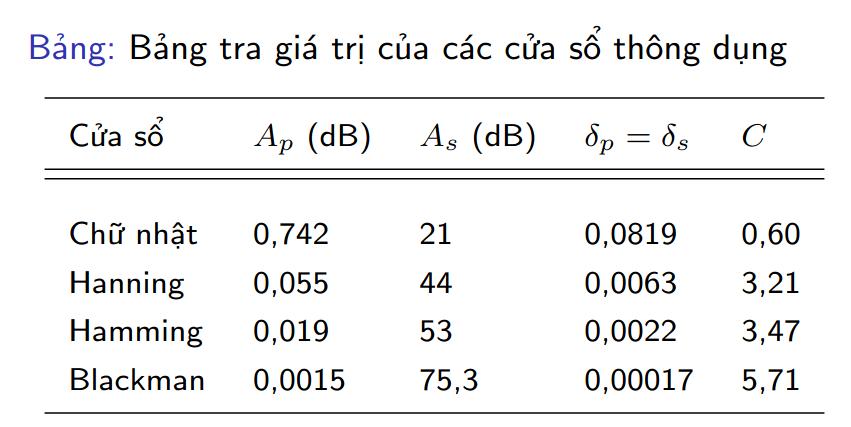 Bảng: Bảng tra giá trị của các cửa sổ thông dụng
Cửa sổ A_p (dB) A_s (dB) δ_p = δ_s C
Chữ nhật 0,742 21 0,0819 0,60
Hanning 0,055 44 0,0063 3,21
Hamming 0,019 53 0,0022 3,47
Blackman 0,0015 75,3 0,00017 5,71